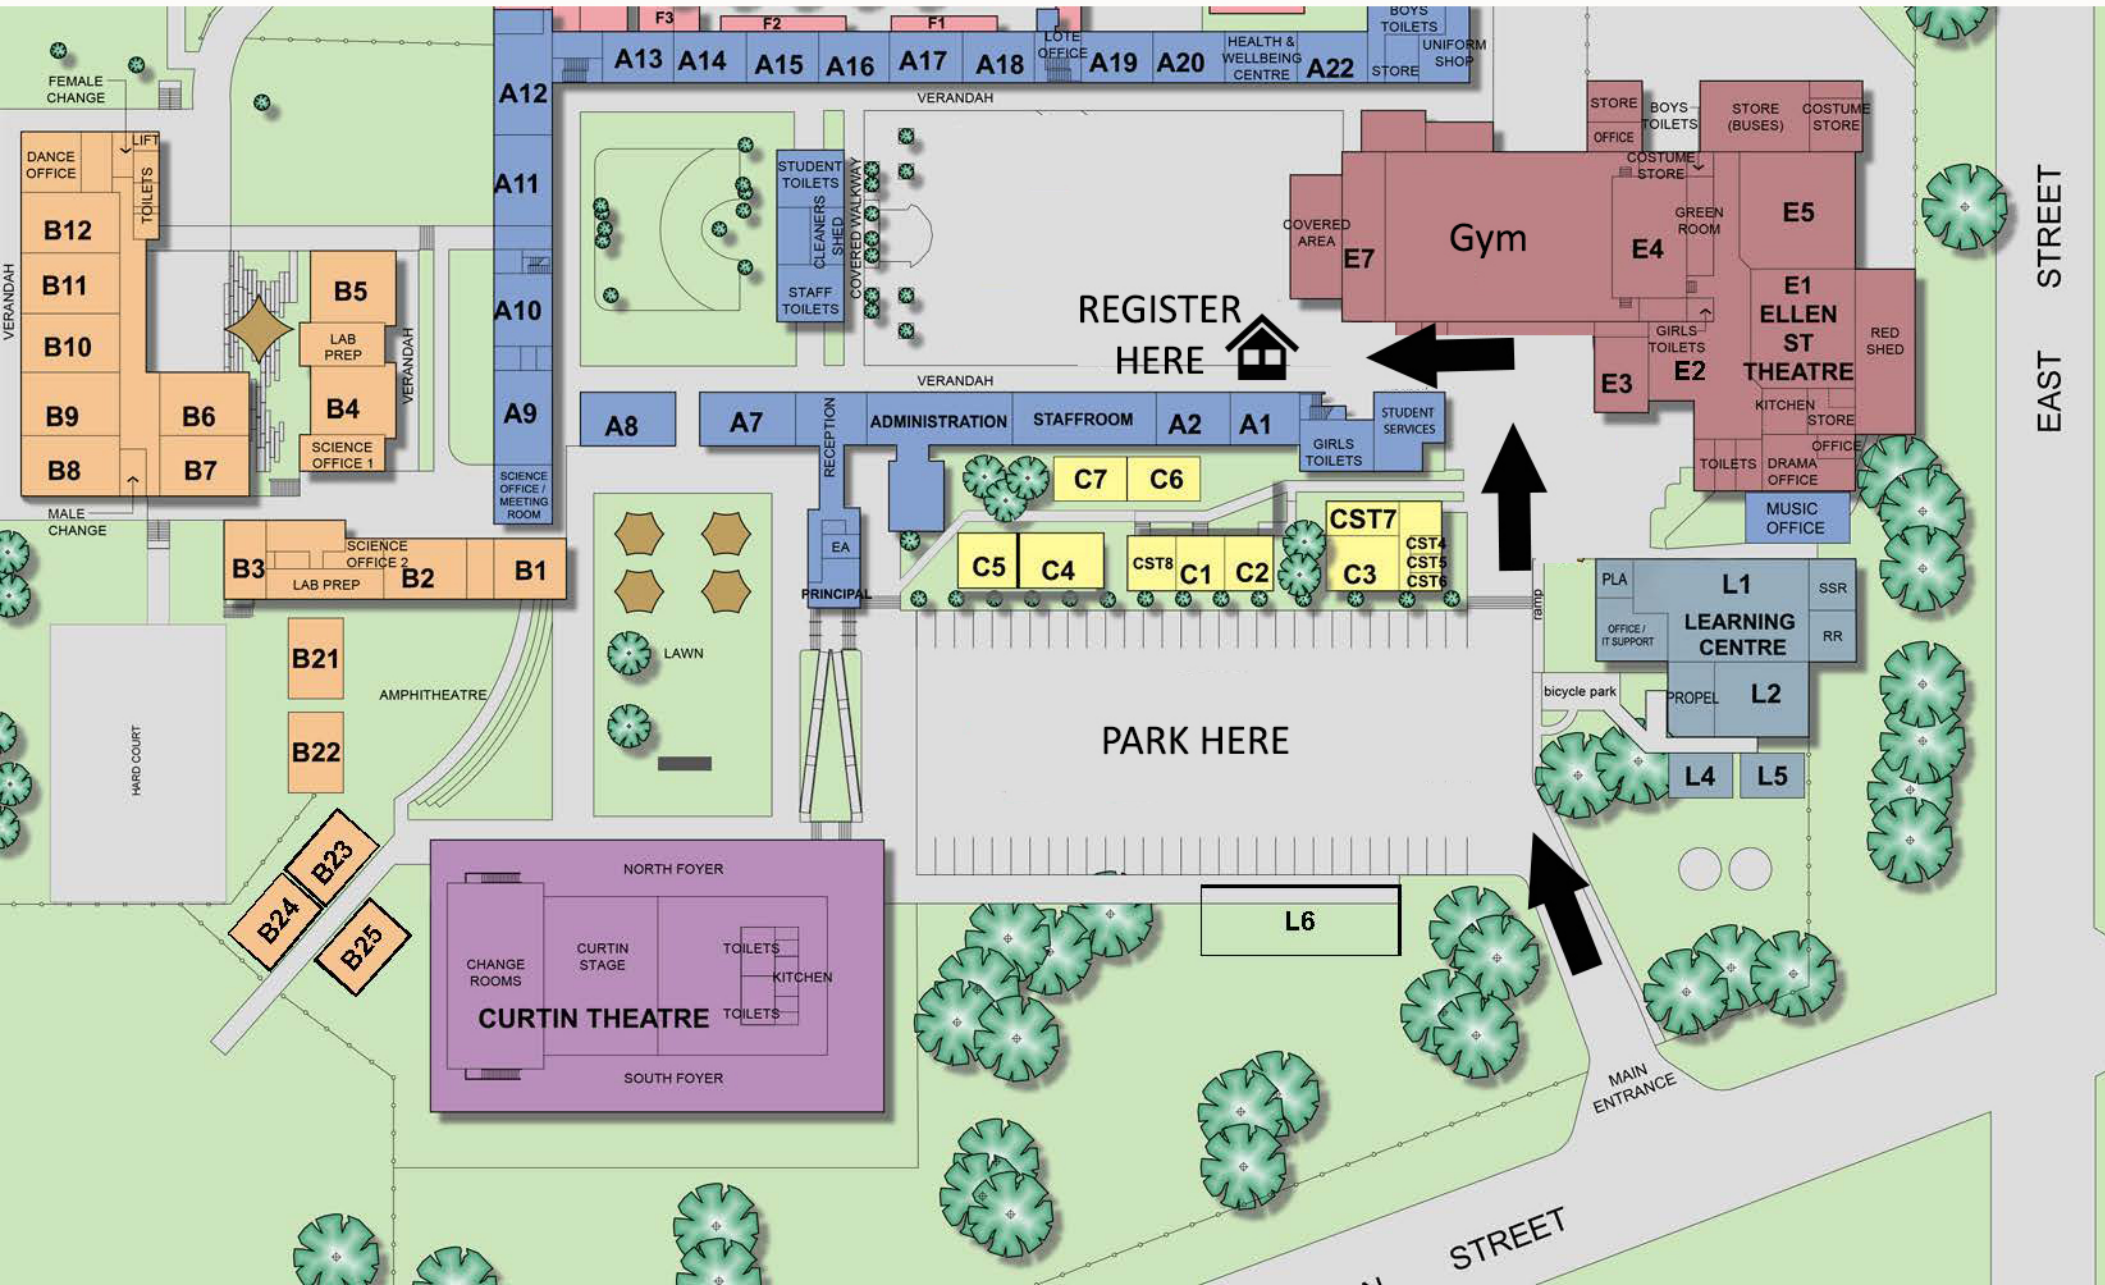 F3
F2
F1
BOYS
TOILETS
A12
A13
A14
A15
A16
A17
A18
LOTE
OFFICE
A19
A20
HEALTH &
WELLBEING
CENTRE
A22
STORE
UNIFORM
SHOP
VERANDAH
FEMALE
CHANGE
DANCE
OFFICE
LIFT
TOILETS
B12
B11
B10
B9
B8
B6
B7
VERANDAH
MALE
CHANGE
B5
LAB
PREP
B4
SCIENCE
OFFICE 1
VERANDAH
A11
A10
A9
SCIENCE
OFFICE /
MEETING
ROOM
STUDENT
TOILETS
CLEANERS
SHED
STAFF
TOILETS
COVERED WALKWAY
REGISTER
HERE
COVERED
AREA
E7
Gym
STORE
OFFICE
BOYS
TOILETS
STORE
(BUSES)
COSTUME
STORE
COSTUME
STORE
GREEN
ROOM
E4
E5
E1
ELLEN
ST
THEATRE
RED
SHED
GIRLS
TOILETS
E2
E3
KITCHEN
STORE
OFFICE
TOILETS
DRAMA
OFFICE
MUSIC
OFFICE
EAST STREET
VERANDAH
A8
A7
RECEPTION
ADMINISTRATION
STAFFROOM
A2
A1
GIRLS
TOILETS
STUDENT
SERVICES
EA
PRINCIPAL
C7
C6
C5
C4
CST8
C1
C2
CST7
C3
CST4
CST5
CST6
B3
SCIENCE
OFFICE 2
LAB PREP
B2
B1
B21
B22
AMPHITHEATRE
HARD COURT
B23
B24
B25
LAWN
PARK HERE
ramp
bicycle park
PLA
L1
SSR
OFFICE /
IT SUPPORT
LEARNING
CENTRE
RR
PROPEL
L2
L4
L5
L6
NORTH FOYER
CHANGE
ROOMS
CURTIN
STAGE
TOILETS
KITCHEN
TOILETS
CURTIN THEATRE
SOUTH FOYER
MAIN
ENTRANCE
STREET